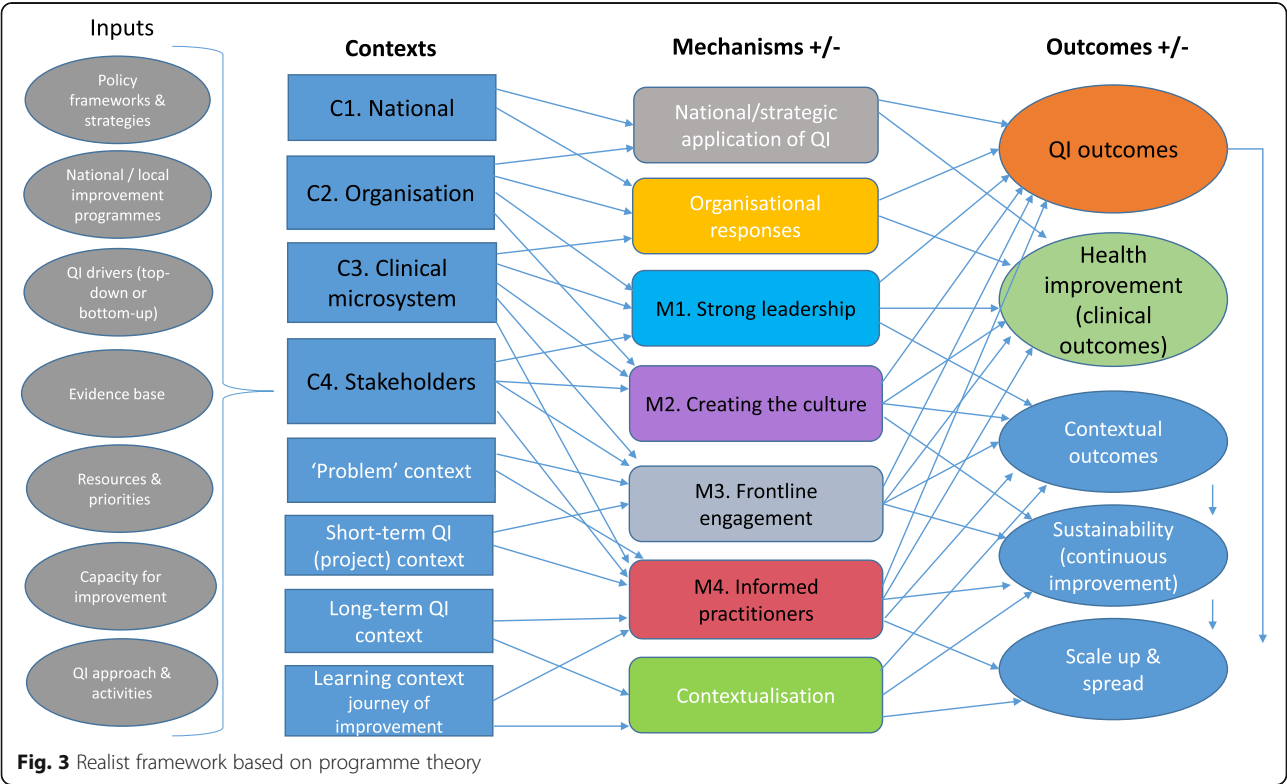 Inputs
Policy
frameworks &
strategies
National / local
improvement
programmes
QI drivers (top-
down or
bottom-up)
Evidence base
Resources &
priorities
Capacity for
improvement
QI approach &
activities
Contexts
C1. National
C2. Organisation
C3. Clinical
microsystem
C4. Stakeholders
‘Problem’ context
Short-term QI
(project) context
Long-term QI
context
Learning context
journey of
improvement
Mechanisms +/-
National/strategic
application of QI
Organisational
responses
M1. Strong leadership
M2. Creating the culture
M3. Frontline
engagement
M4. Informed
practitioners
Contextualisation
Outcomes +/-
QI outcomes
Health
improvement
(clinical
outcomes)
Contextual
outcomes
Sustainability
(continuous
improvement)
Scale up &
spread
Fig. 3 Realist framework based on programme theory